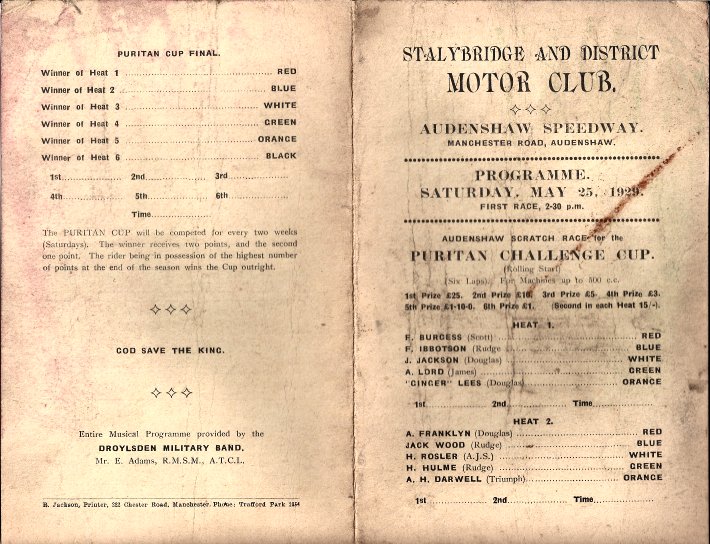 PURITAN CUP FINAL.
Winner of Heat 1 ........ RED
Winner of Heat 2 ........ BLUE
Winner of Heat 3 ........ WHITE
Winner of Heat 4 ........ GREEN
Winner of Heat 5 ........ ORANGE
Winner of Heat 6 ........ BLACK
1st........ 2nd........ 3rd........
4th........ 5th........ 6th........
Time........
The PURITAN CUP will be competed for every two weeks
(Saturdays). The winner receives two points, and the second
one point. The rider being in possession of the highest number
of points at the end of the season wins the Cup outright.
GOD SAVE THE KING.
Entire Musical Programme provided by the
DROYLSDEN MILITARY BAND.
Mr. E. Adams, R.M.S.M., A.T.C.L.
B. Jackson, Printer, 322 Chester Road, Manchester. Phone: Trafford Park
STALYBRIDGE AND DISTRICT
MOTOR CLUB.
AUDENSHAW SPEEDWAY.
MANCHESTER ROAD, AUDENSHAW.
PROGRAMME.
SATURDAY, MAY 25, 1929.
FIRST RACE, 2-30 p.m.
AUDENSHAW SCRATCH RACE for the
PURITAN CHALLENGE CUP.
(Rolling Start)
(Six Laps). For Machines up to 500 c.c.
1st Prize £25. 2nd Prize £10. 3rd Prize £5. 4th Prize £3.
5th Prize £1-10-0. 6th Prize £1. (Second in each Heat 15/-).
HEAT 1.
F. BURGESS (Scott) ........ RED
F. IBBOTSON (Rudge ........ BLUE
J. JACKSON (Douglas) ........ WHITE
A. LORD (James) ........ GREEN
"GINGER" LEES (Douglas) ........ ORANGE
1st........ 2nd........ Time........
HEAT 2.
A. FRANKLYN (Douglas) ........ RED
JACK WOOD (Rudge) ........ BLUE
H. ROSLER (A.J.S.) ........ WHITE
H. HULME (Rudge) ........ GREEN
A. H. DARWELL (Triumph) ........ ORANGE
1st........ 2nd........ Time........